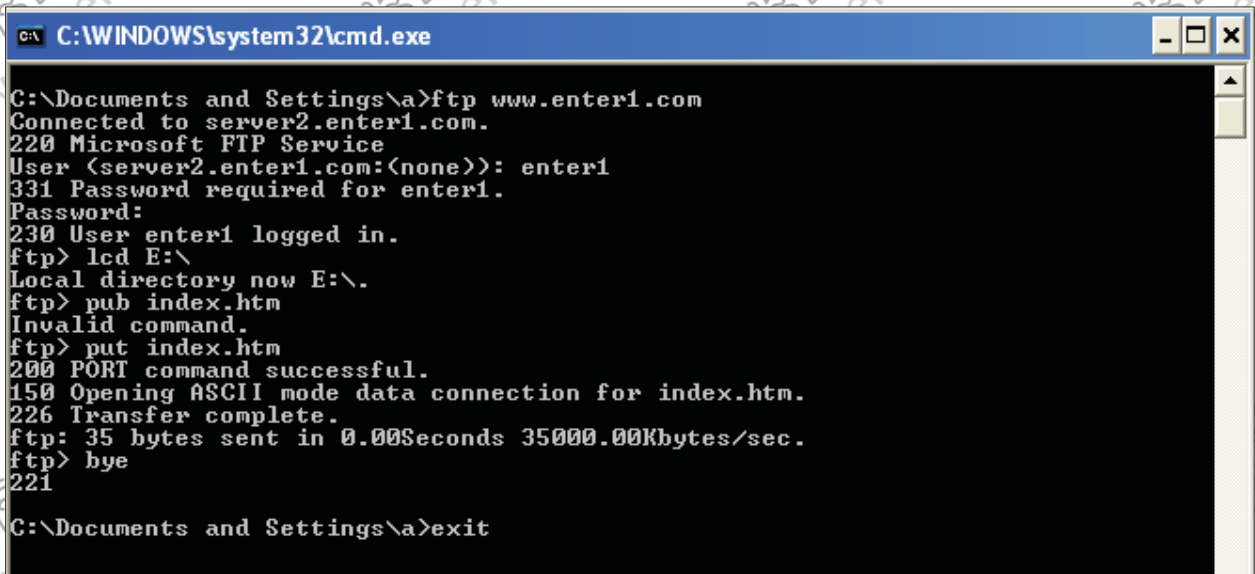 C:\WINDOWS\system32\cmd.exe
C:\Documents and Settings\a>ftp www.enter1.com
Connected to server2.enter1.com.
220 Microsoft FTP Service
User (server2.enter1.com:(none)): enter1
331 Password required for enter1.
Password:
230 User enter1 logged in.
ftp> lcd E:\
Local directory now E:\.
ftp> pub index.htm
Invalid command.
ftp> put index.htm
200 PORT command successful.
150 Opening ASCII mode data connection for index.htm.
226 Transfer complete.
ftp: 35 bytes sent in 0.00Seconds 35000.00Kbytes/sec.
ftp> bye
221
C:\Documents and Settings\a>exit